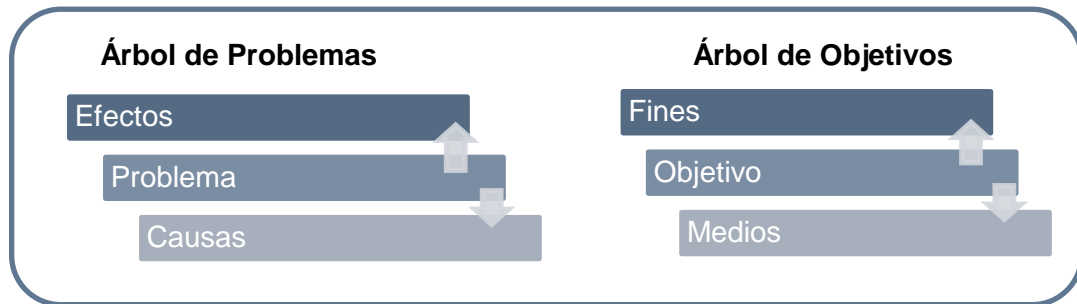 Árbol de Problemas
Efectos
Problema
Causas
Árbol de Objetivos
Fines
Objetivo
Medios